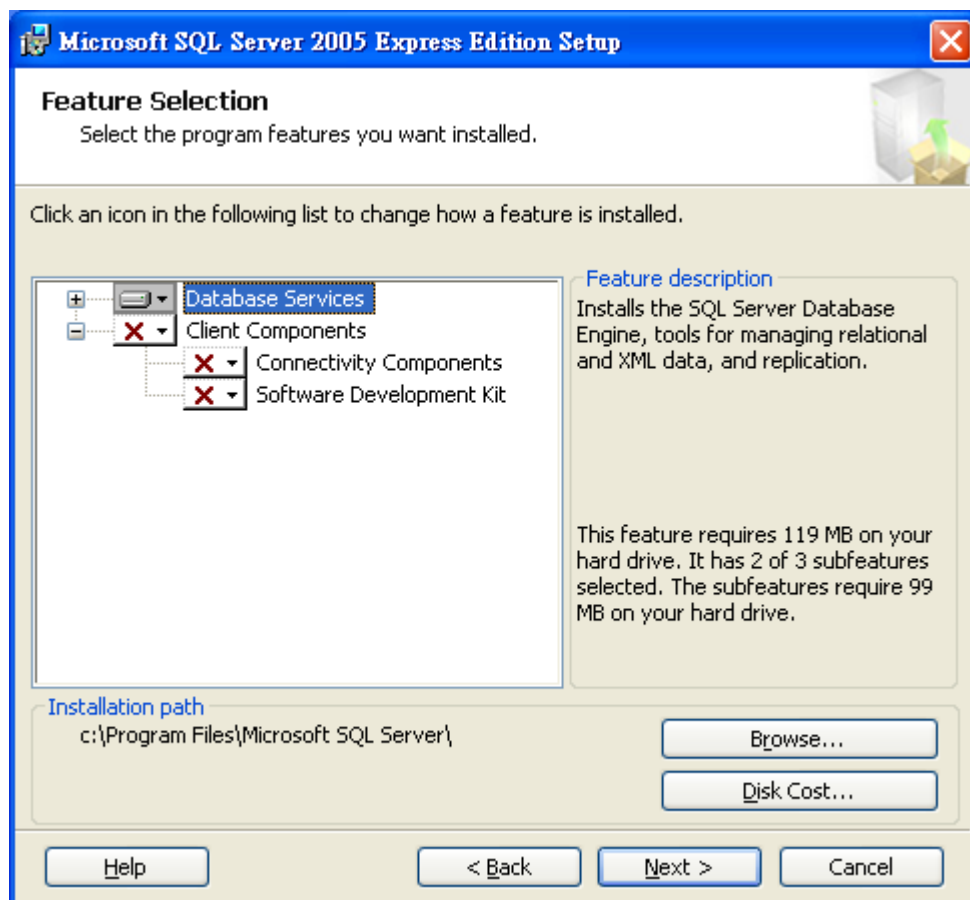 Microsoft SQL Server 2005 Express Edition Setup
Feature Selection
Select the program features you want installed.
Click an icon in the following list to change how a feature is installed.
Database Services
Client Components
Connectivity Components
Software Development Kit
Feature description
Installs the SQL Server Database
Engine, tools for managing relational
and XML data, and replication.
This feature requires 119 MB on your
hard drive. It has 2 of 3 subfeatures
selected. The subfeatures require 99
MB on your hard drive.
Installation path
c:\Program Files\Microsoft SQL Server\
Browse...
Disk Cost...
Help
< Back
Next >
Cancel